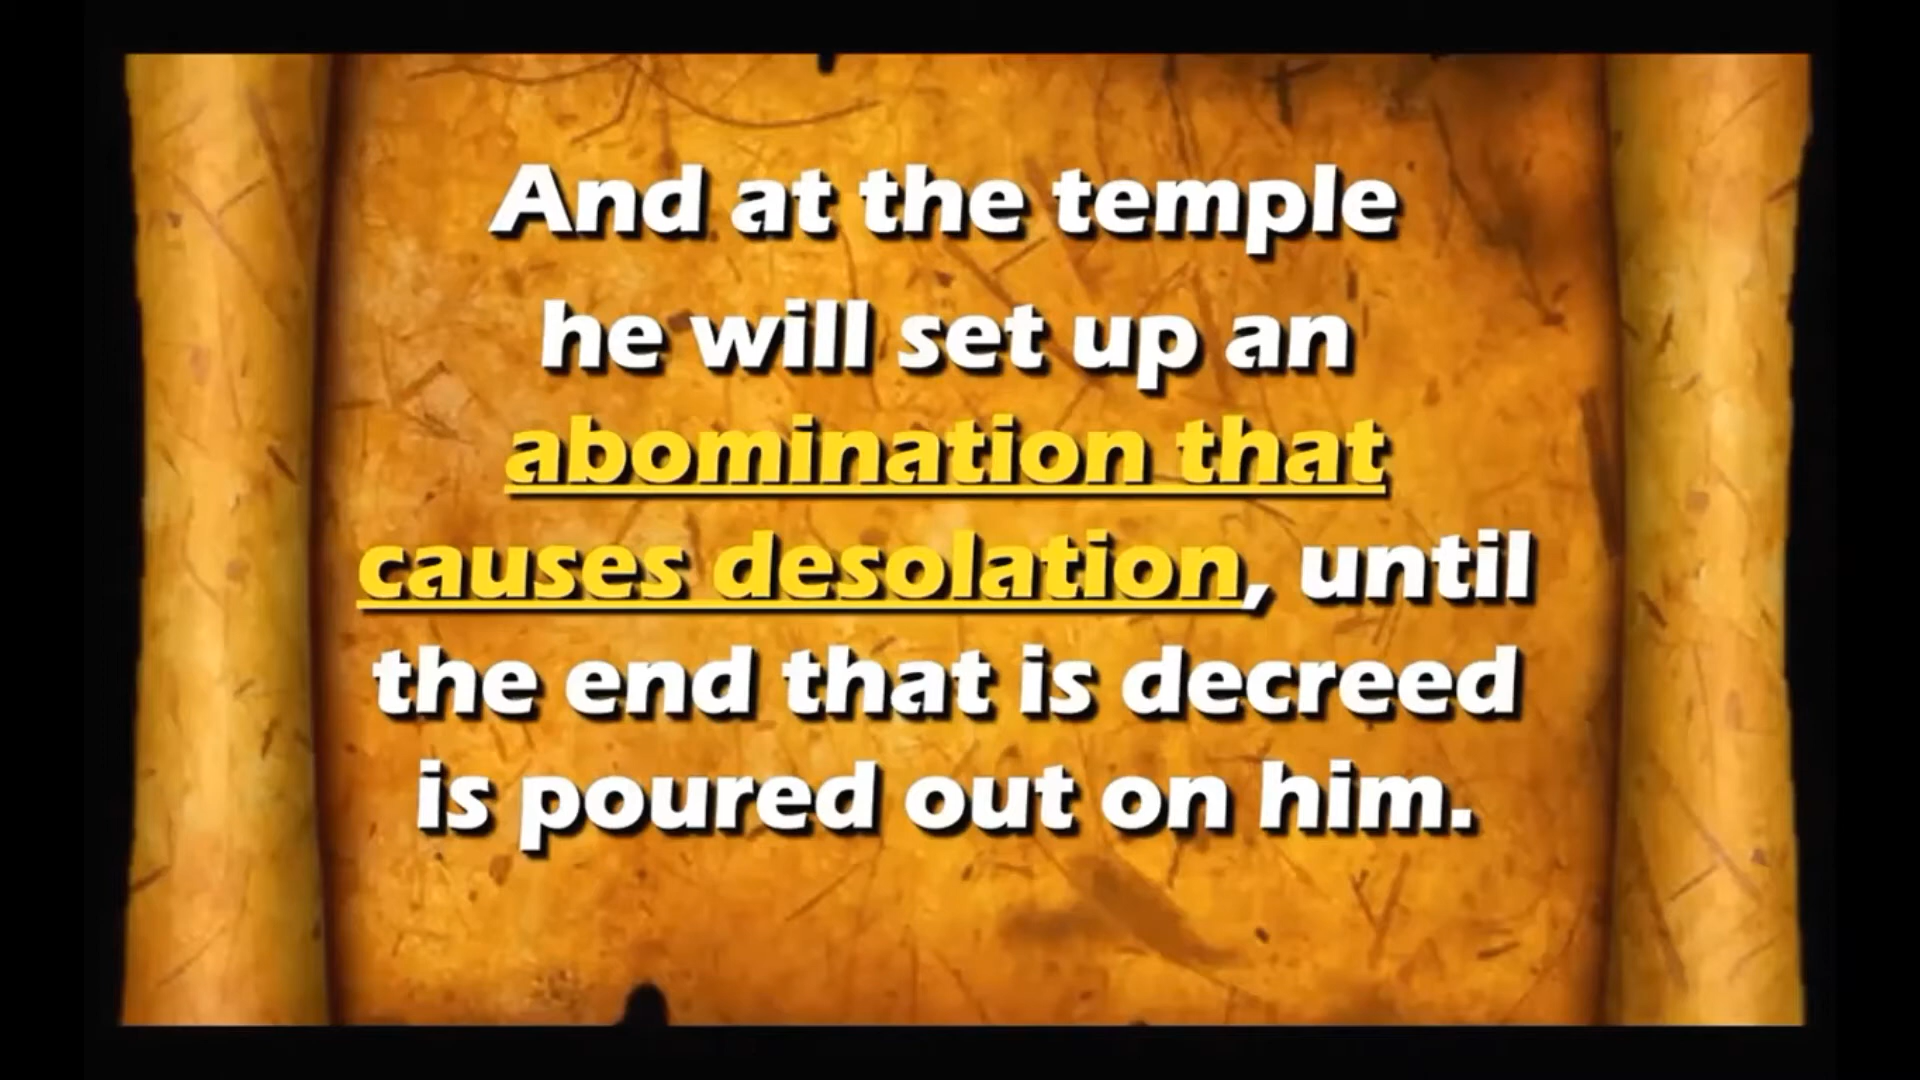 And at the temple
he will set up an
abomination that
causes desolation, until
the end that is decreed
is poured out on him.